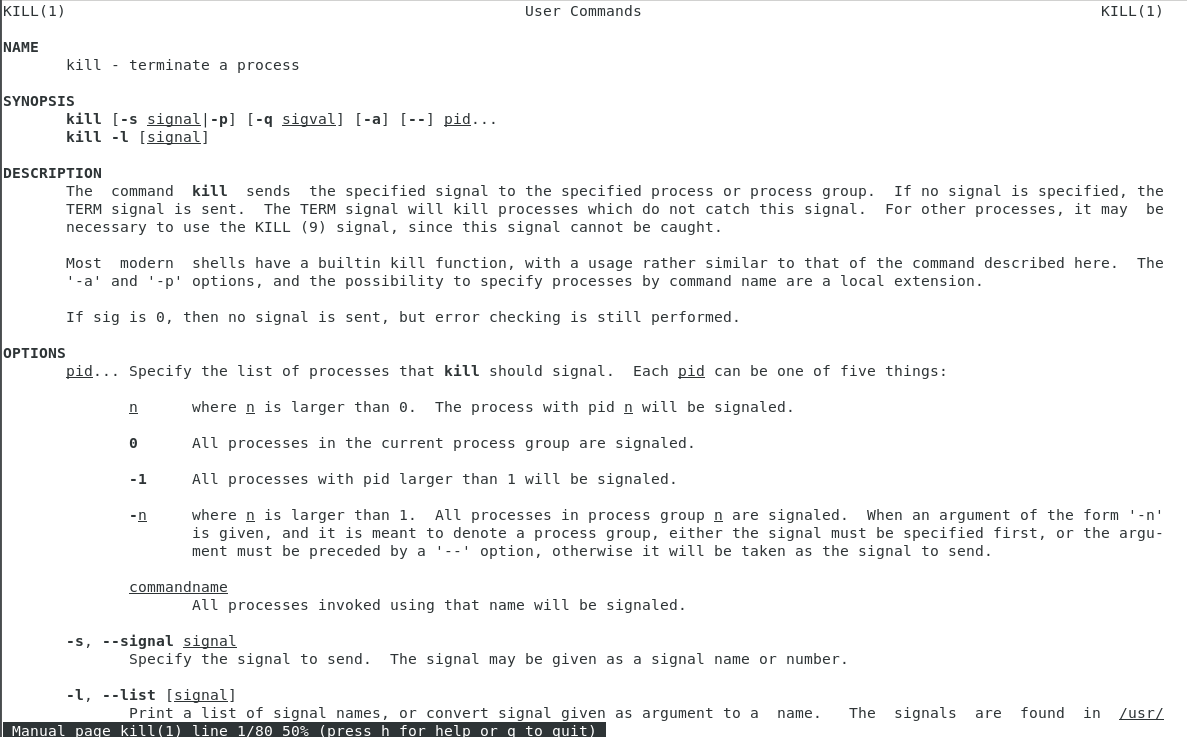 KILL(1) User Commands KILL(1)
NAME
kill - terminate a process
SYNOPSIS
kill [-s signal|-p] [-q sigval] [-a] [--] pid...
kill -l [signal]
DESCRIPTION
The command kill sends the specified signal to the specified process or process group. If no signal is specified, the
TERM signal is sent. The TERM signal will kill processes which do not catch this signal. For other processes, it may be
necessary to use the KILL (9) signal, since this signal cannot be caught.
Most modern shells have a builtin kill function, with a usage rather similar to that of the command described here. The
'-a' and '-p' options, and the possibility to specify processes by command name are a local extension.
If sig is 0, then no signal is sent, but error checking is still performed.
OPTIONS
pid... Specify the list of processes that kill should signal. Each pid can be one of five things:
n where n is larger than 0. The process with pid n will be signaled.
0 All processes in the current process group are signaled.
-1 All processes with pid larger than 1 will be signaled.
-n where n is larger than 1. All processes in process group n are signaled. When an argument of the form '-n'
is given, and it is meant to denote a process group, either the signal must be specified first, or the argu-
ment must be preceded by a '--' option, otherwise it will be taken as the signal to send.
commandname
All processes invoked using that name will be signaled.
-s, --signal signal
Specify the signal to send. The signal may be given as a signal name or number.
-l, --list [signal]
Print a list of signal names, or convert signal given as argument to a name. The signals are found in /usr/
Manual page kill(1) line 1/80 50% (press h for help or q to quit)